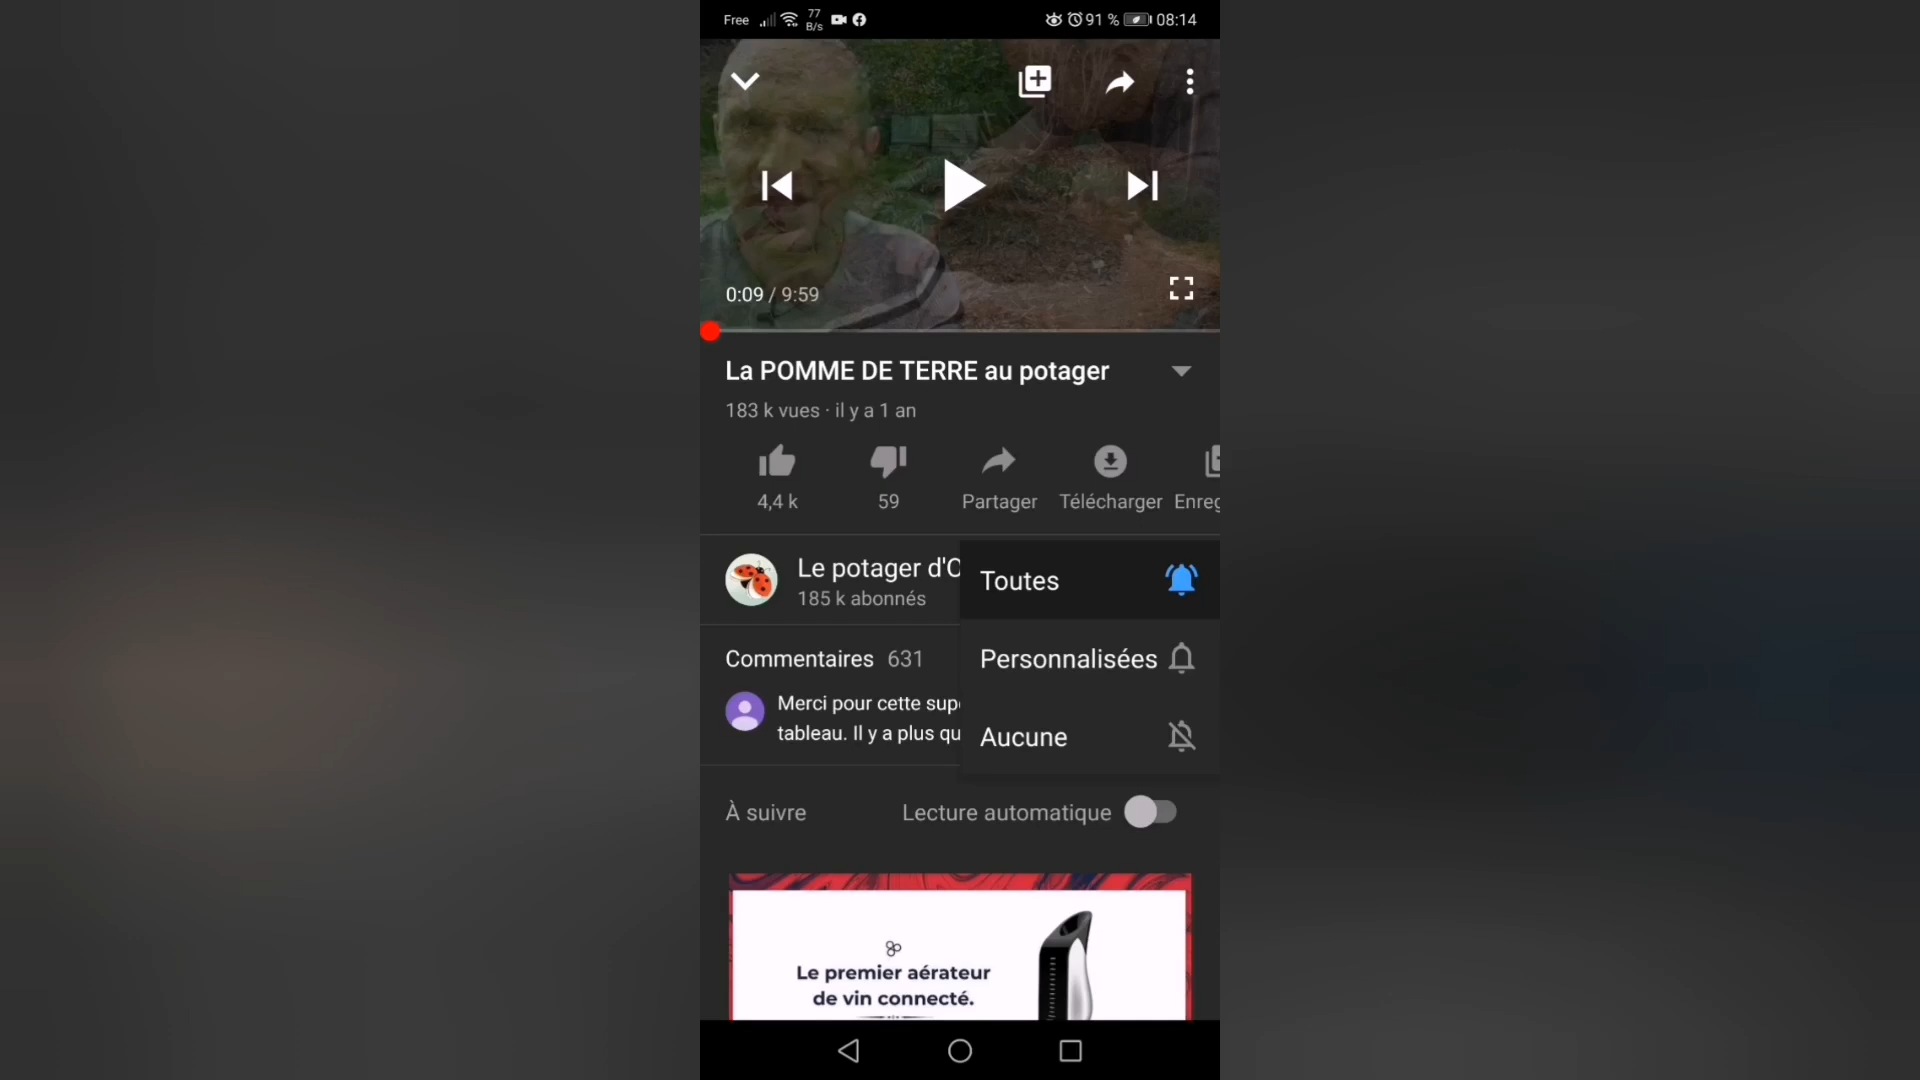 Free 77 B/s 91 % 08:14
0:09 / 9:59
La POMME DE TERRE au potager
183 k vues · il y a 1 an
4,4 k 59 Partager Télécharger Enreg
Le potager d'O
185 k abonnés
Toutes
Commentaires 631
Personnalisées
Merci pour cette sup
tableau. Il y a plus qu
Aucune
À suivre Lecture automatique
Le premier aérateur
de vin connecté.